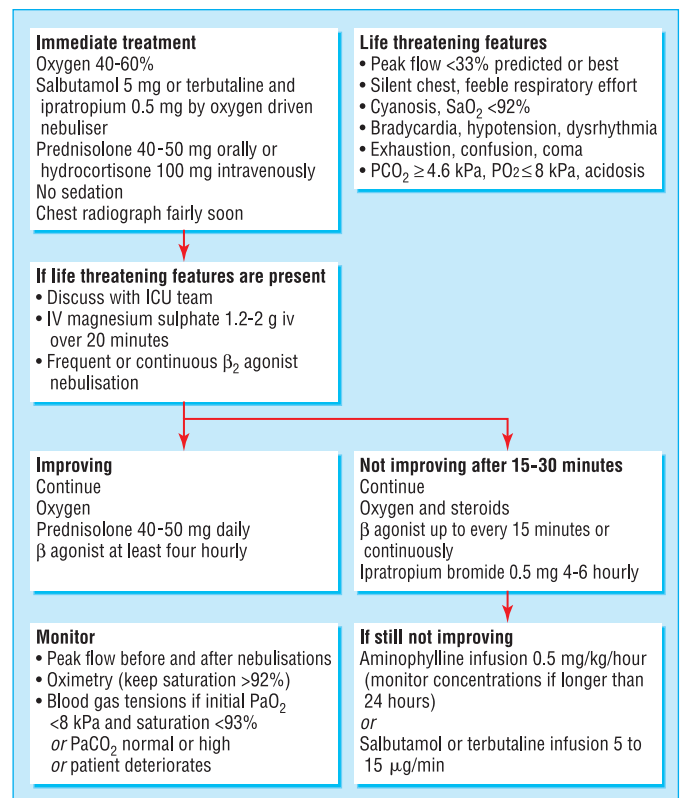 Immediate treatment
Oxygen 40-60%
Salbutamol 5 mg or terbutaline and
ipratropium 0.5 mg by oxygen driven
nebuliser
Prednisolone 40-50 mg orally or
hydrocortisone 100 mg intravenously
No sedation
Chest radiograph fairly soon
Life threatening features
• Peak flow <33% predicted or best
• Silent chest, feeble respiratory effort
• Cyanosis, SaO₂ <92%
• Bradycardia, hypotension, dysrhythmia
• Exhaustion, confusion, coma
• PCO₂ ≥4.6 kPa, PO₂≤8 kPa, acidosis
If life threatening features are present
• Discuss with ICU team
• IV magnesium sulphate 1.2-2 g iv
over 20 minutes
• Frequent or continuous β₂ agonist
nebulisation
Improving
Continue
Oxygen
Prednisolone 40-50 mg daily
β agonist at least four hourly
Not improving after 15-30 minutes
Continue
Oxygen and steroids
β agonist up to every 15 minutes or
continuously
Ipratropium bromide 0.5 mg 4-6 hourly
Monitor
• Peak flow before and after nebulisations
• Oximetry (keep saturation >92%)
• Blood gas tensions if initial PaO₂
<8 kPa and saturation <93%
or PaCO₂ normal or high
or patient deteriorates
If still not improving
Aminophylline infusion 0.5 mg/kg/hour
(monitor concentrations if longer than
24 hours)
or
Salbutamol or terbutaline infusion 5 to
15 µg/min